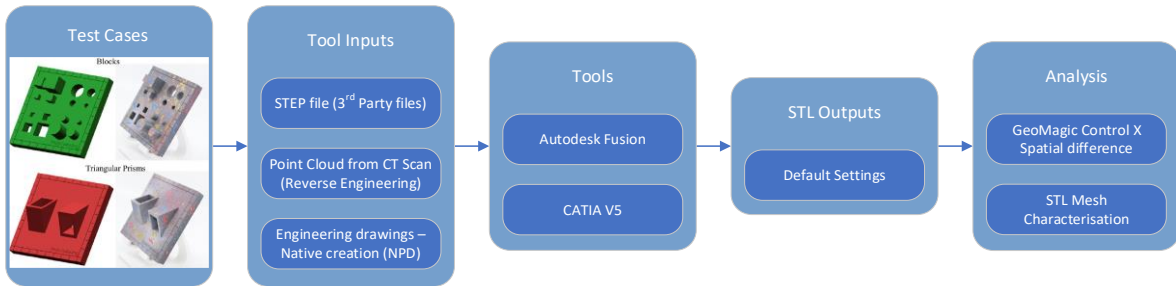 Test Cases
Blocks
Triangular Prisms
Tool Inputs
STEP file (3rd Party files)
Point Cloud from CT Scan
(Reverse Engineering)
Engineering drawings –
Native creation (NPD)
Tools
Autodesk Fusion
CATIA V5
STL Outputs
Default Settings
Analysis
GeoMagic Control X
Spatial difference
STL Mesh
Characterisation